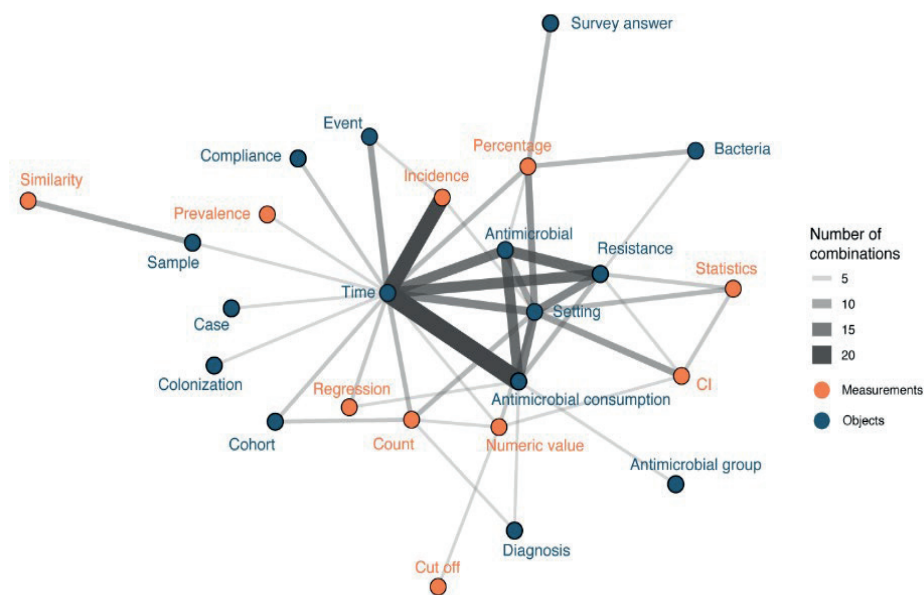 Survey answer
Event
Compliance
Percentage
Bacteria
Incidence
Similarity
Prevalence
Antimicrobial
Resistance
Number of
combinations
Sample
Statistics
5
Time
10
Case
Setting
15
20
Colonization
Regression
CI
Measurements
Antimicrobial consumption
Objects
Cohort
Count
Numeric value
Antimicrobial group
Diagnosis
Cut off